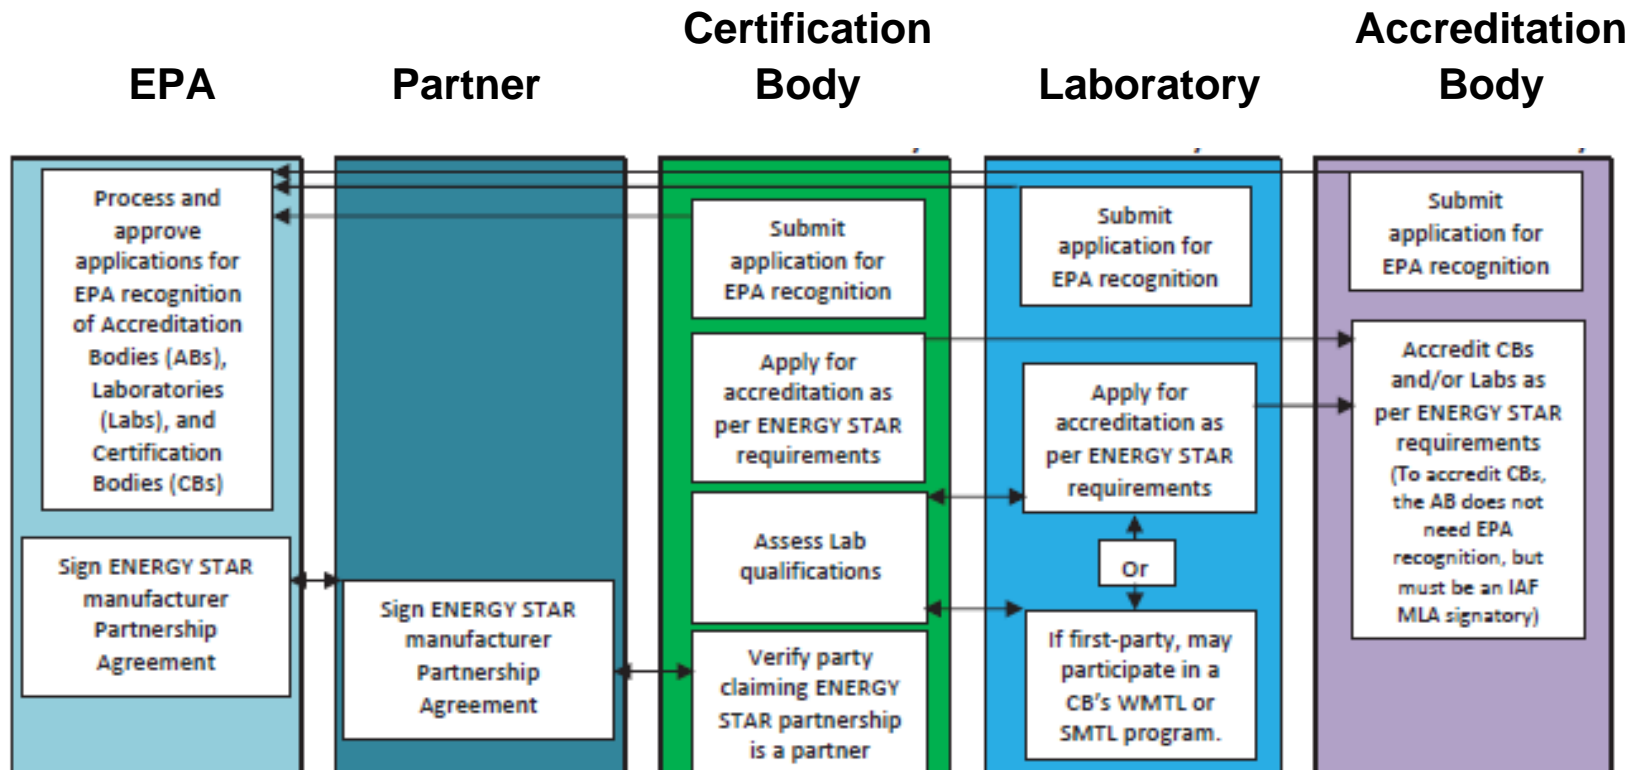 Certification
Accreditation
EPA
Partner
Body
Laboratory
Body
Process and
approve
applications for
EPA recognition
of Accreditation
Bodies (ABs),
Laboratories
(Labs), and
Certification
Bodies (CBs)
Sign ENERGY STAR
manufacturer
Partnership
Agreement
Sign ENERGY STAR
manufacturer
Partnership
Agreement
Submit
application for
EPA recognition
Apply for
accreditation as
per ENERGY STAR
requirements
Assess Lab
qualifications
Verify party
claiming ENERGY
STAR partnership
is a partner
Submit
application for
EPA recognition
Apply for
accreditation as
per ENERGY STAR
requirements
Or
If first-party, may
participate in a
CB's WMTL or
SMTL program.
Submit
application for
EPA recognition
Accredit CBs
and/or Labs as
per ENERGY STAR
requirements
(To accredit CBs,
the AB does not
need EPA
recognition, but
must be an IAF
MLA signatory)